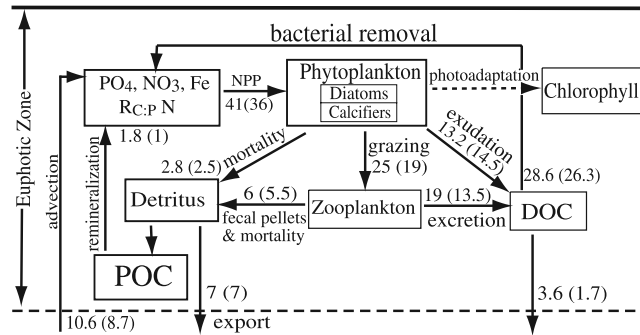 bacterial removal
PO4, NO3, Fe
RC:P N
NPP
41(36)
Phytoplankton
Diatoms
Calcifiers
photoadaptation
Chlorophyll
Euphotic Zone
advection
remineralization
1.8 (1)
2.8 (2.5)
mortality
grazing
25 (19)
exudation
13.2 (14.5)
28.6 (26.3)
Detritus
6 (5.5)
fecal pellets
& mortality
Zooplankton
19 (13.5)
excretion
DOC
POC
7 (7)
3.6 (1.7)
10.6 (8.7)
export